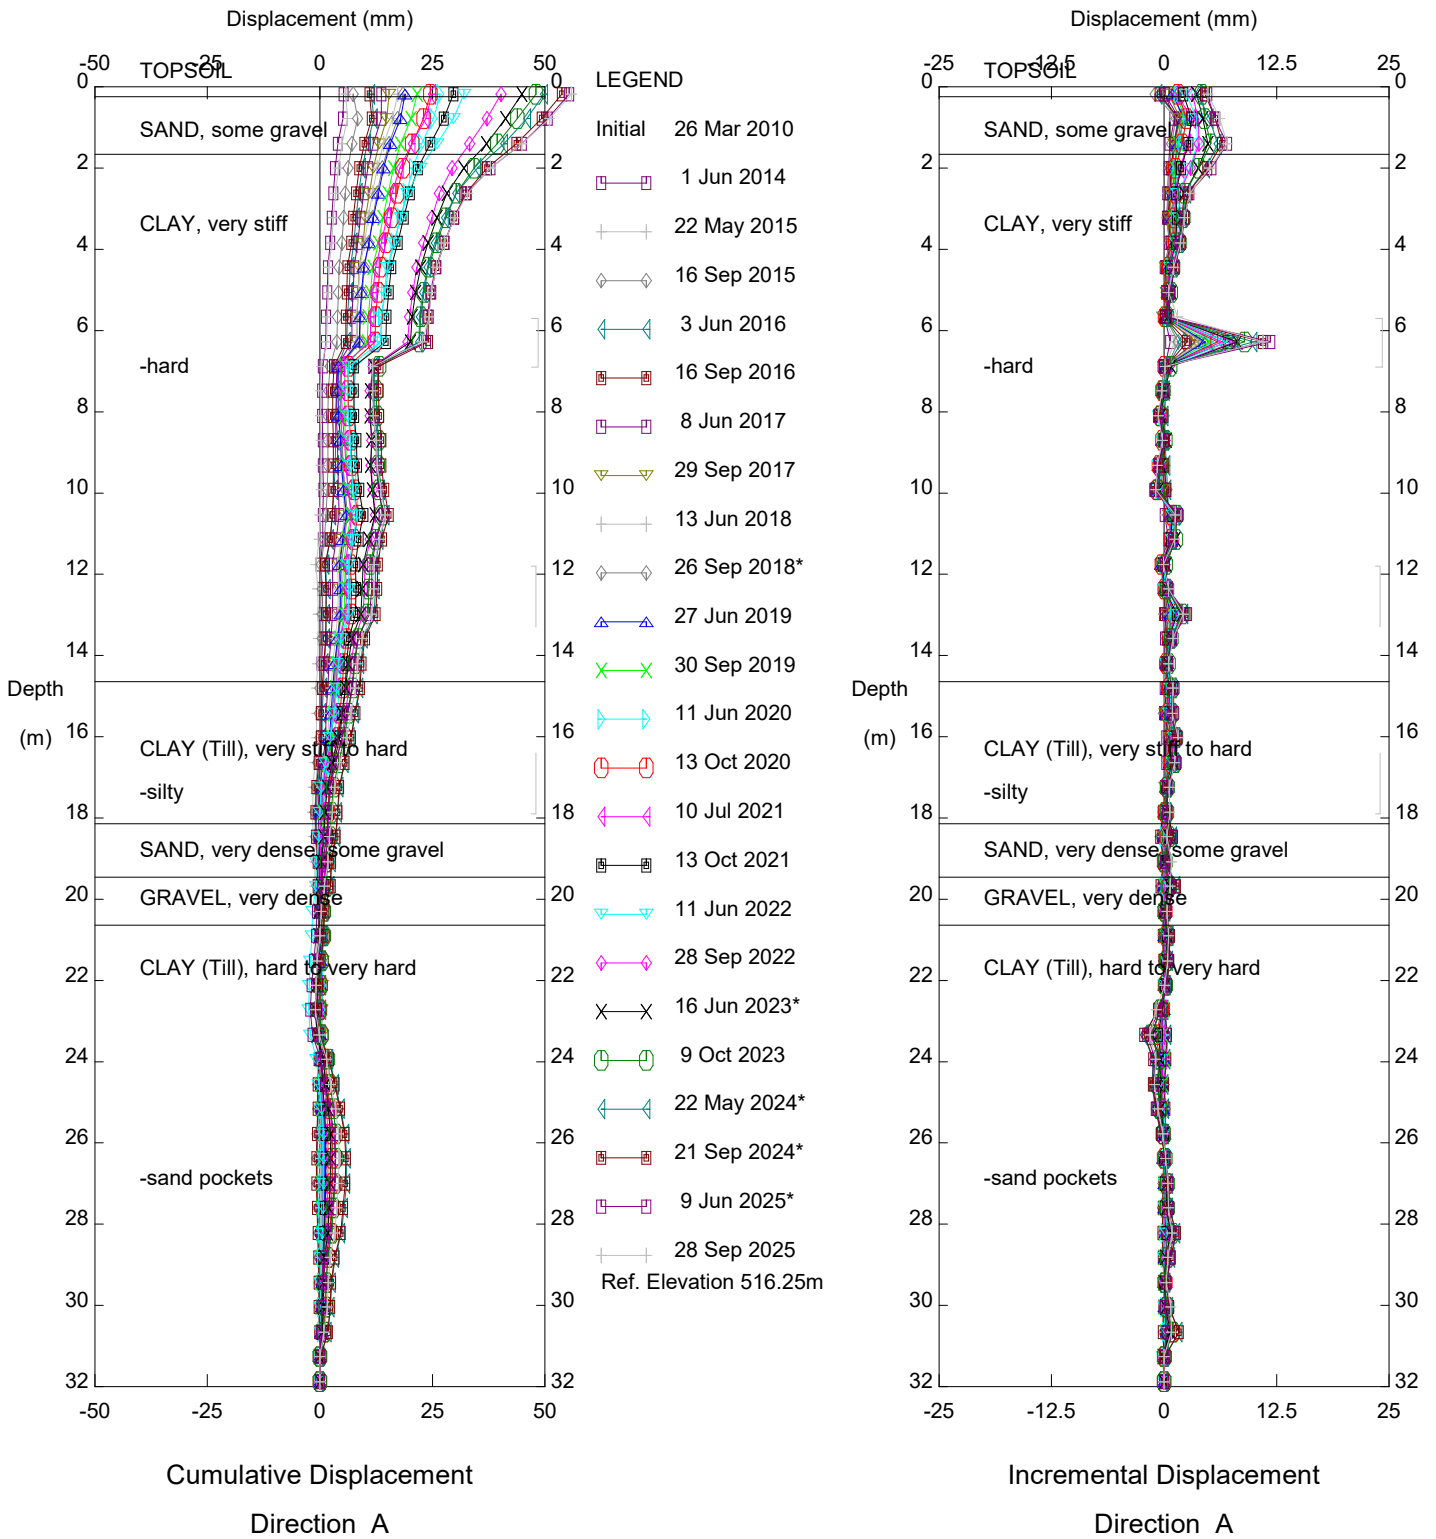 Displacement (mm)
-50 -25 0 25 50
0 TOPSOIL 0
SAND, some gravel
2 2
CLAY, very stiff
4 4
6 6
-hard
8 8
10 10
12 12
14 14
Depth
(m)
16 16
CLAY (Till), very stiff to hard
-silty
18 18
SAND, very dense, some gravel
20 20
GRAVEL, very dense
CLAY (Till), hard to very hard
22 22
24 24
26 26
-sand pockets
28 28
30 30
32 32
-50 -25 0 25 50
Cumulative Displacement
Direction A
LEGEND
Initial 26 Mar 2010
1 Jun 2014
22 May 2015
16 Sep 2015
3 Jun 2016
16 Sep 2016
8 Jun 2017
29 Sep 2017
13 Jun 2018
26 Sep 2018*
27 Jun 2019
30 Sep 2019
11 Jun 2020
13 Oct 2020
10 Jul 2021
13 Oct 2021
11 Jun 2022
28 Sep 2022
16 Jun 2023*
9 Oct 2023
22 May 2024*
21 Sep 2024*
9 Jun 2025*
28 Sep 2025
Ref. Elevation 516.25m
Displacement (mm)
-25 -12.5 0 12.5 25
0 TOPSOIL 0
SAND, some gravel
2 2
CLAY, very stiff
4 4
6 6
-hard
8 8
10 10
12 12
14 14
Depth
(m)
16 16
CLAY (Till), very stiff to hard
-silty
18 18
SAND, very dense, some gravel
20 20
GRAVEL, very dense
CLAY (Till), hard to very hard
22 22
24 24
26 26
-sand pockets
28 28
30 30
32 32
-25 -12.5 0 12.5 25
Incremental Displacement
Direction A